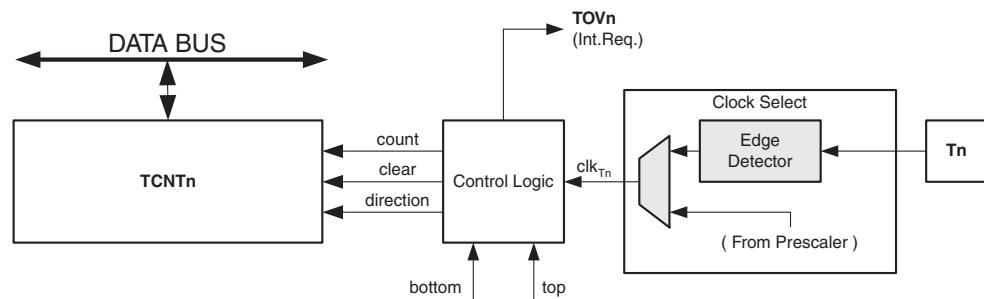 TOVn
(Int.Req.)
DATA BUS
Clock Select
count
Edge
Detector
Tn
TCNTn
clear
Control Logic
clkTn
direction
( From Prescaler )
bottom
top